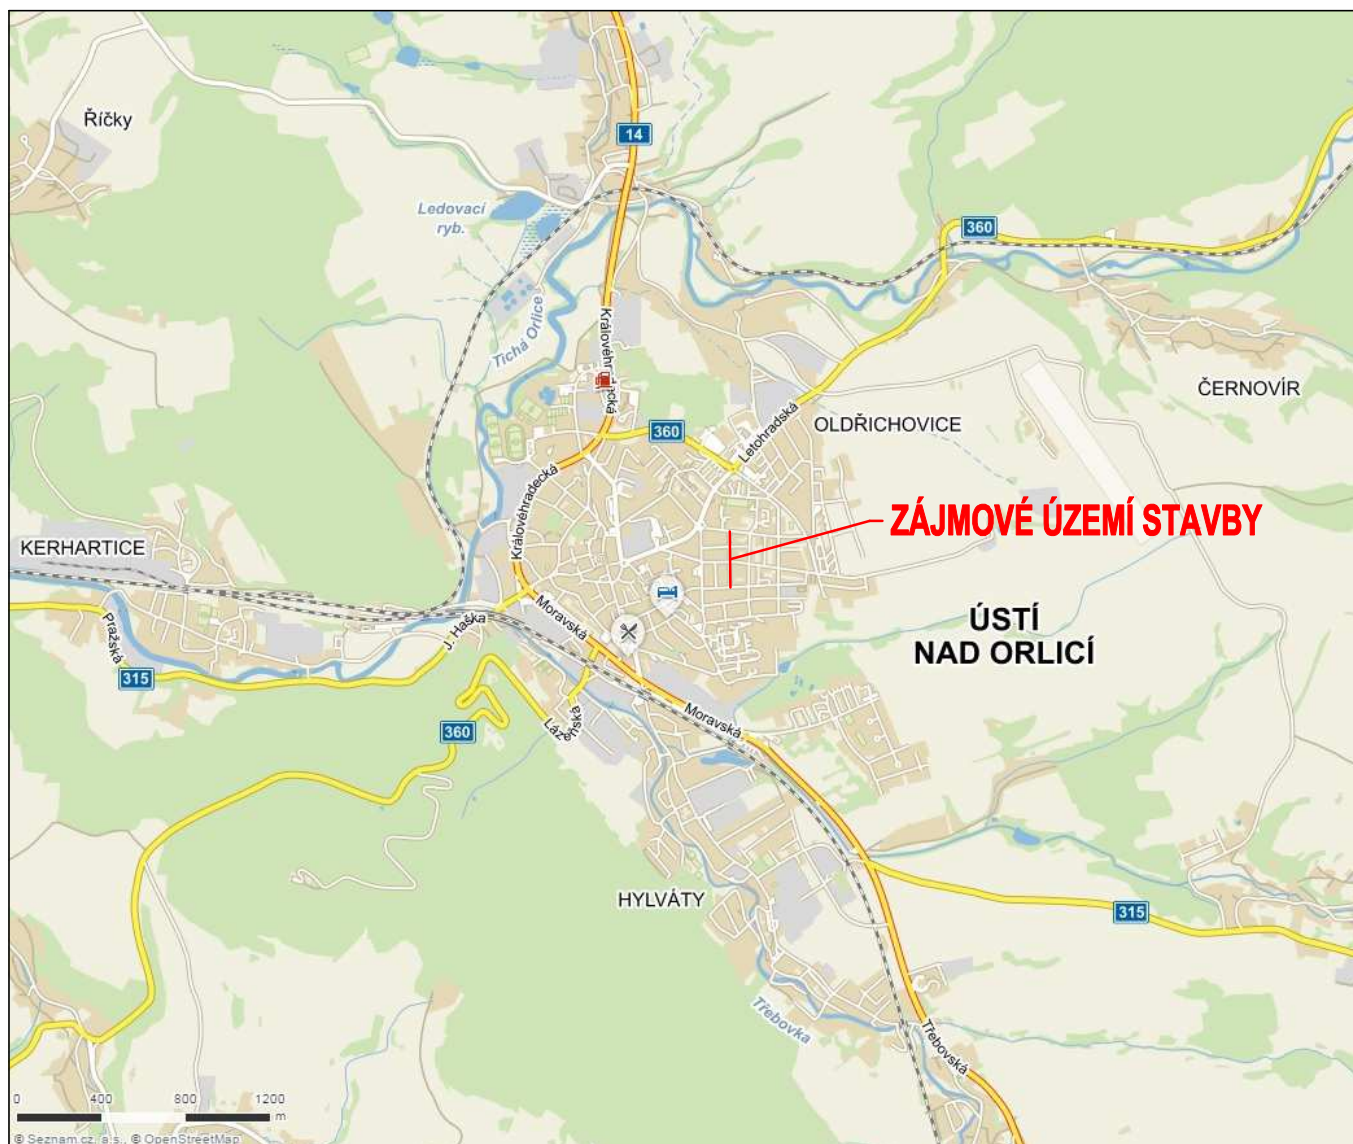 Říčky
14
Ledovací
ryb.
360
Tichá Orlice
Královéhradecká
ČERNOVÍR
OLDŘICHOVICE
360
Letohradská
Královéhradecká
ZÁJMOVÉ ÚZEMÍ STAVBY
KERHARTICE
Moravská
ÚSTÍ
NAD ORLICÍ
Pražská
J. Haška
315
Lázeňská
Moravská
360
HYLVÁTY
315
Třebovka
Třebovská
0 400 800 1200
m
© Seznam.cz, a.s., © OpenStreetMap